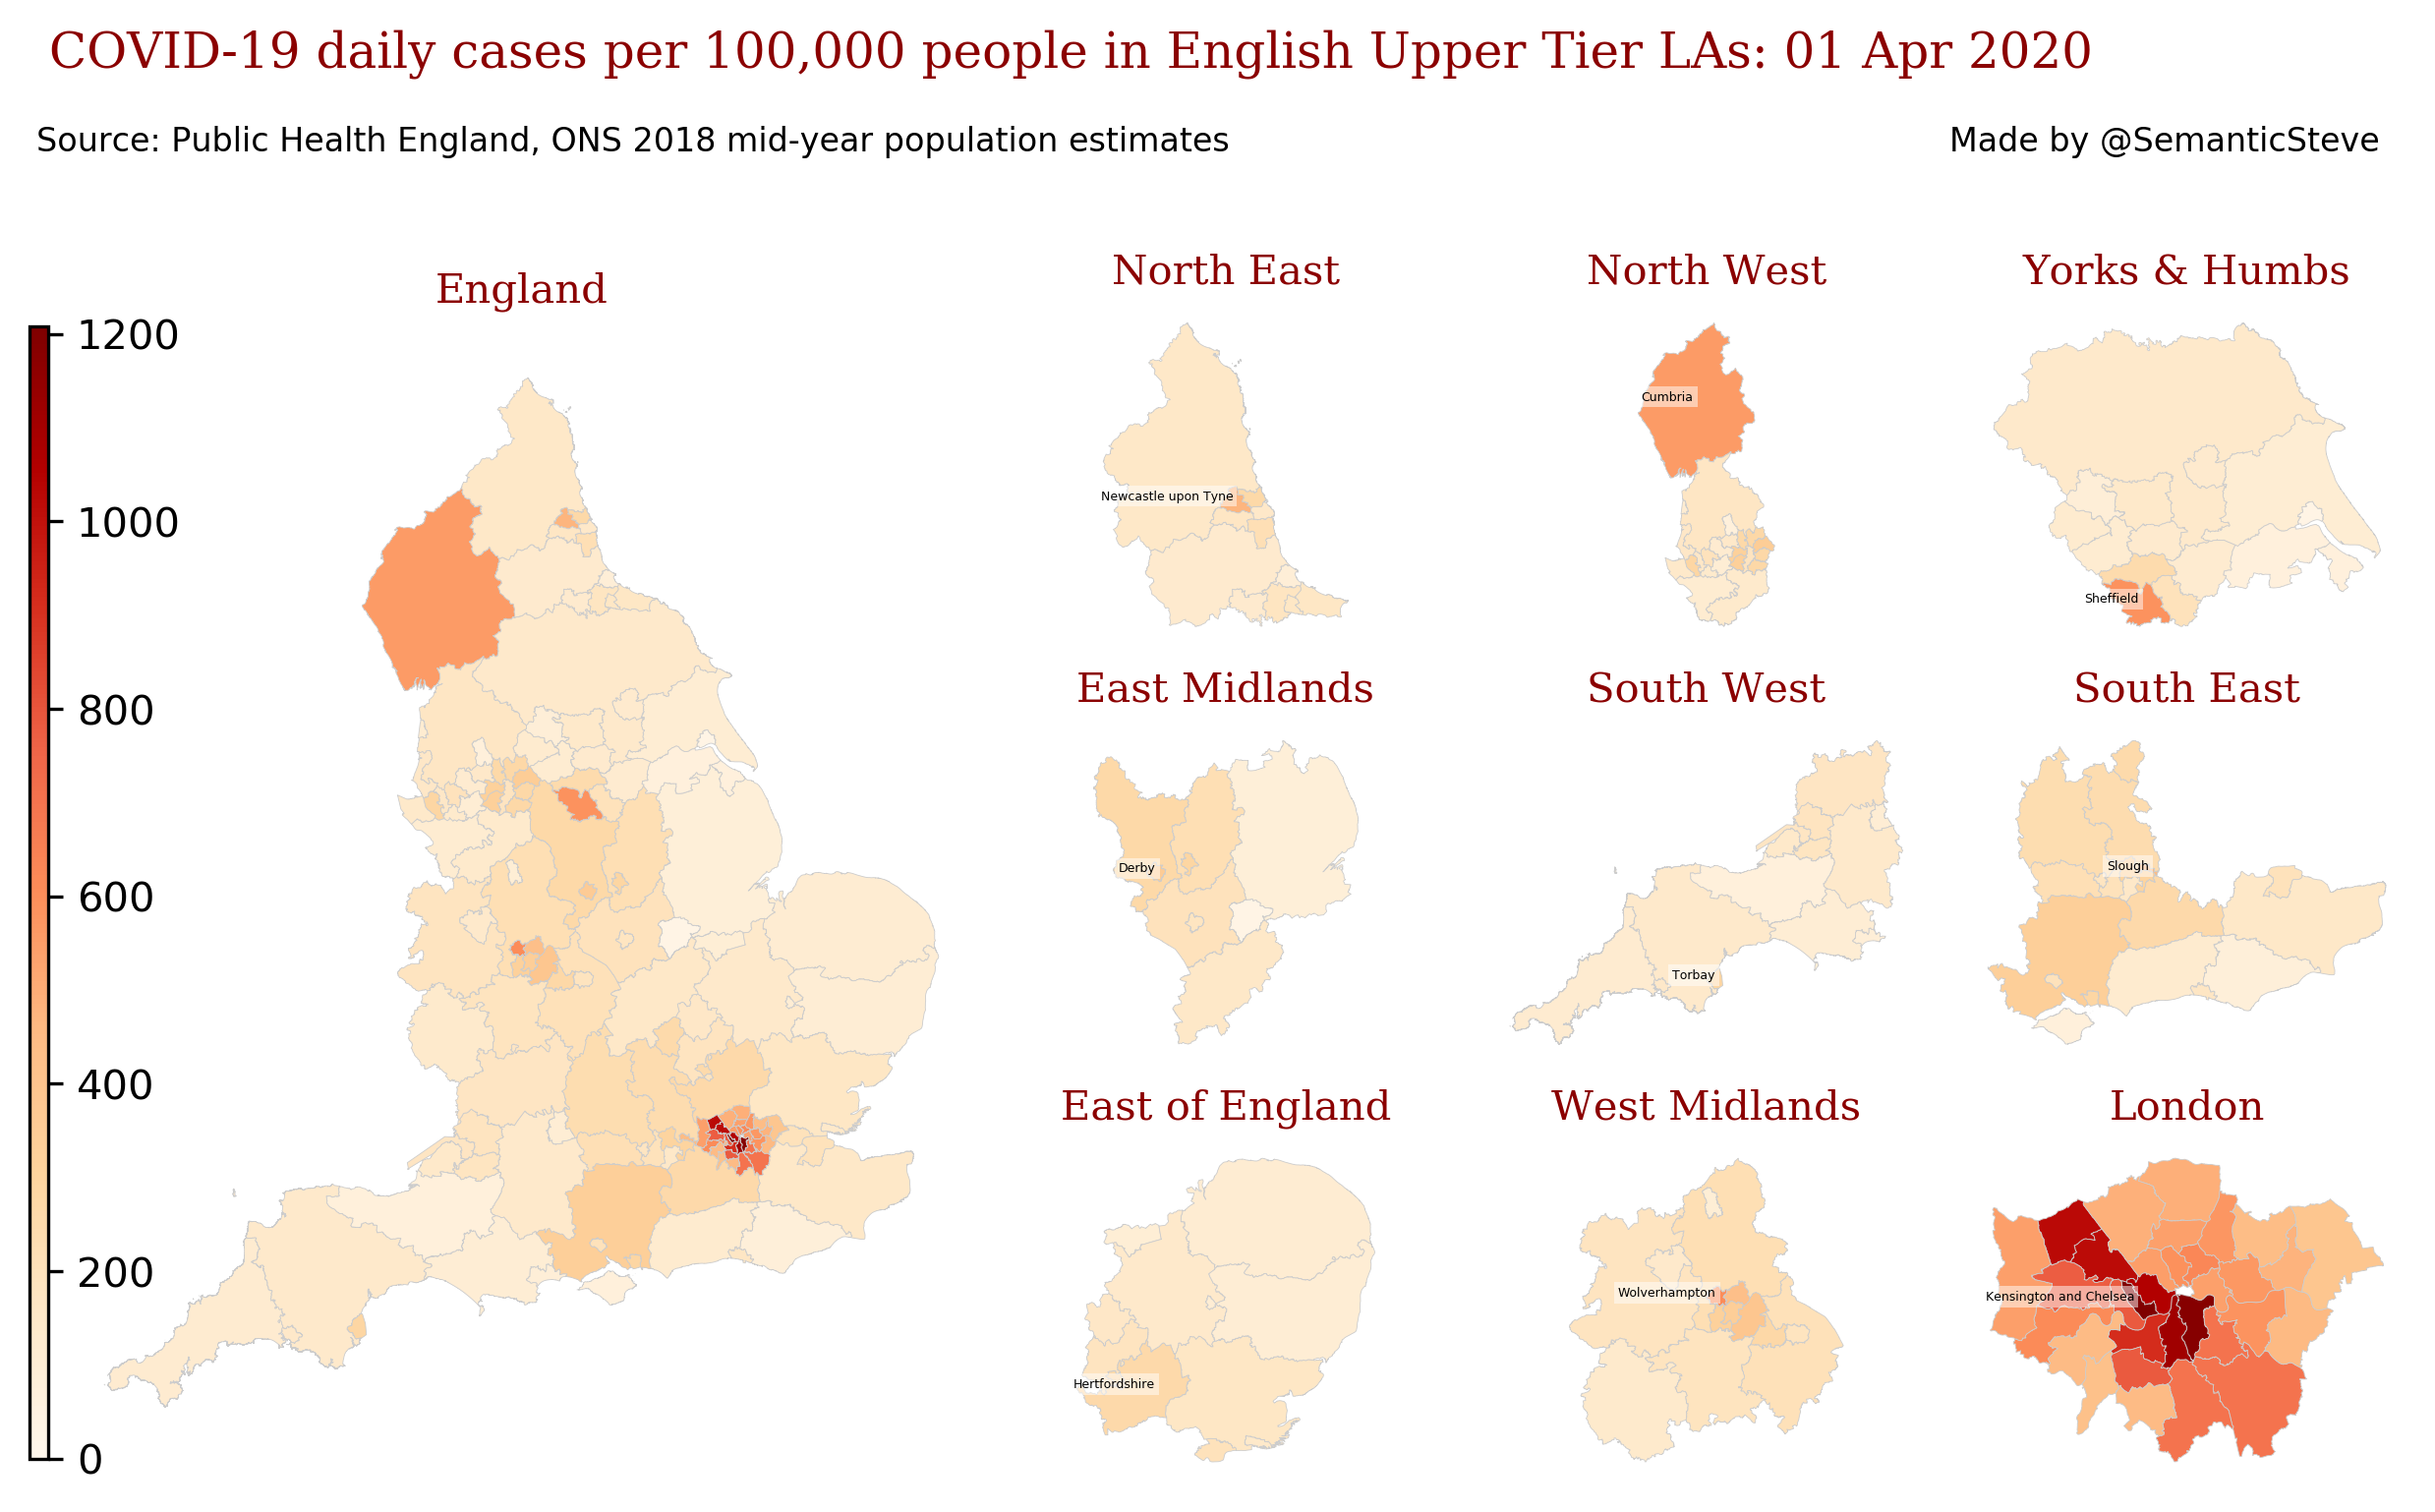 COVID-19 daily cases per 100,000 people in English Upper Tier LAs: 01 Apr 2020
Source: Public Health England, ONS 2018 mid-year population estimates
Made by @SemanticSteve
England
1200
1000
800
600
400
200
0
North East
Newcastle upon Tyne
North West
Cumbria
Yorks & Humbs
Sheffield
East Midlands
Derby
South West
Torbay
South East
Slough
East of England
Hertfordshire
West Midlands
Wolverhampton
London
Kensington and Chelsea